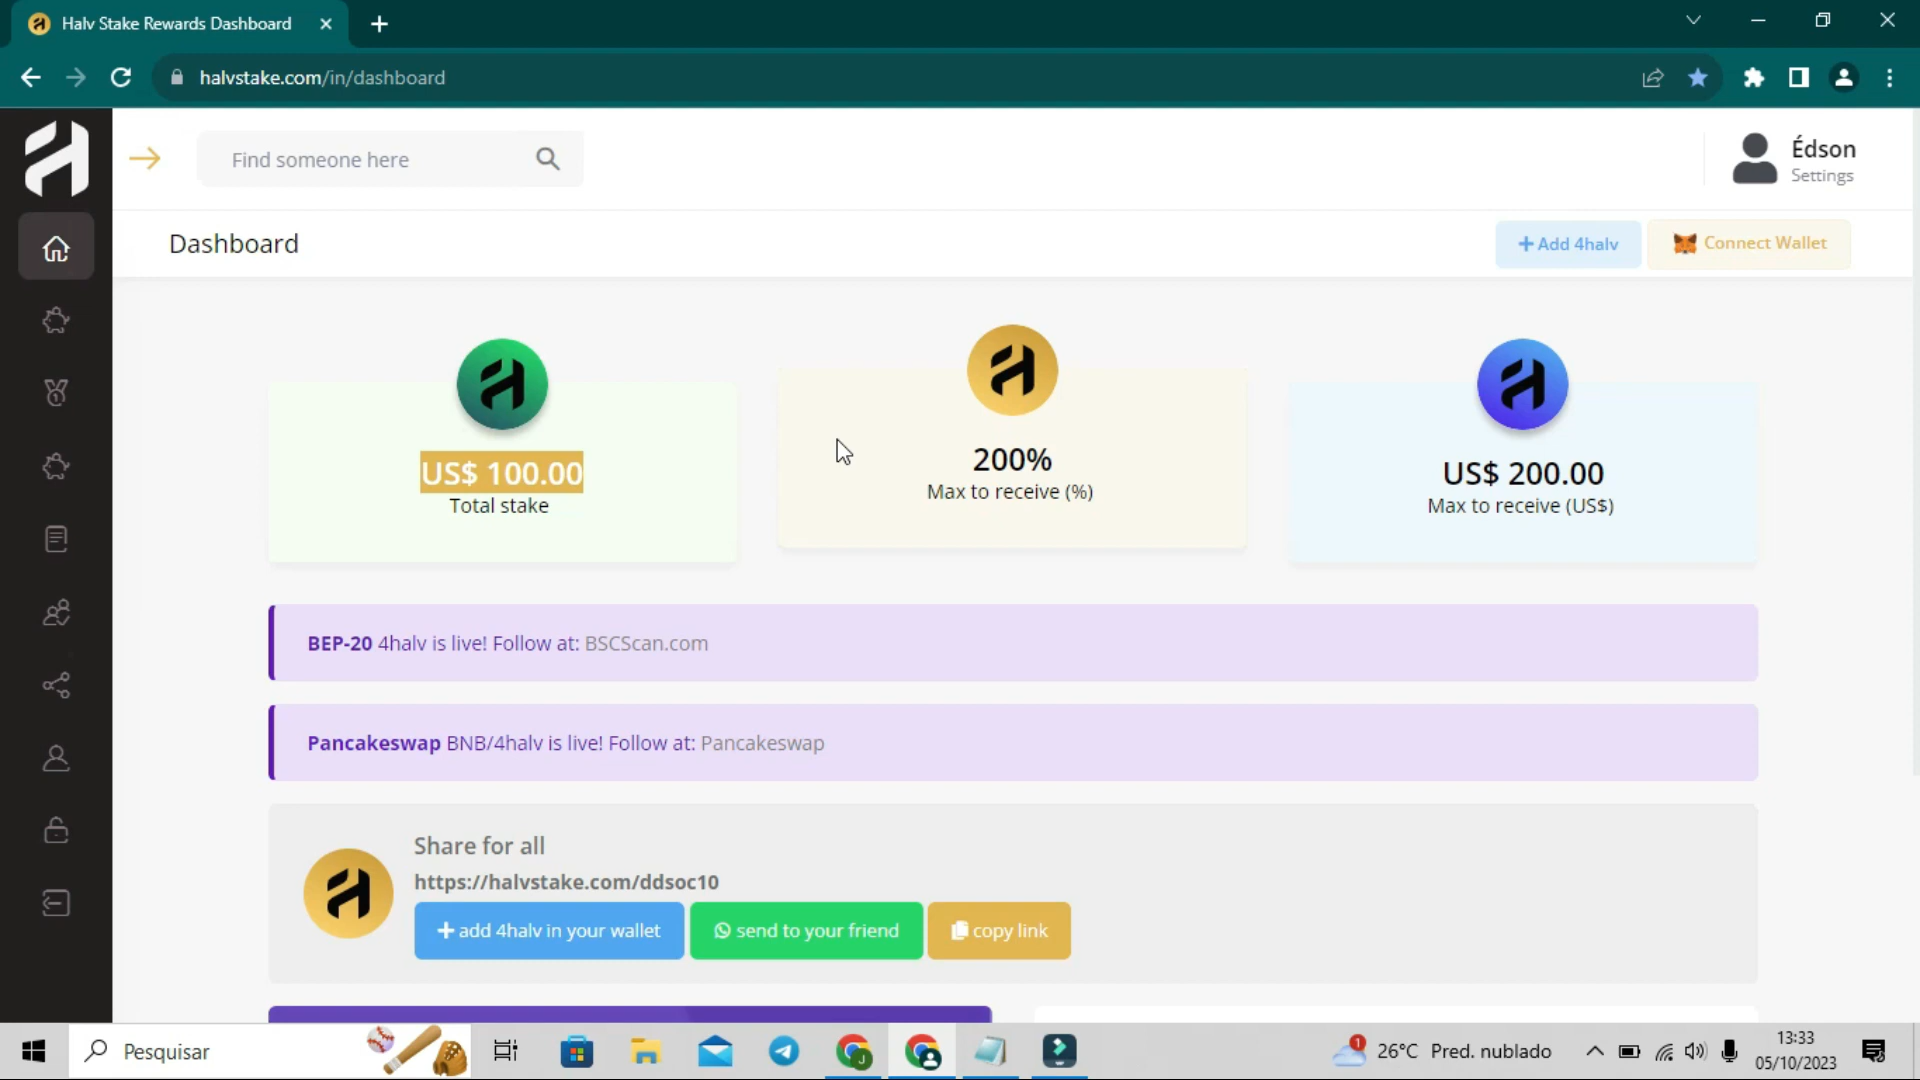 Halv Stake Rewards Dashboard
halvstake.com/in/dashboard
Find someone here
Édson
Settings
Dashboard
Add 4halv
Connect Wallet
US$ 100.00
Total stake
200%
Max to receive (%)
US$ 200.00
Max to receive (US$)
BEP-20 4halv is live! Follow at: BSCScan.com
Pancakeswap BNB/4halv is live! Follow at: Pancakeswap
Share for all
https://halvstake.com/ddsoc10
add 4halv in your wallet
send to your friend
copy link
Pesquisar
J
1
26°C Pred. nublado
13:33
05/10/2023